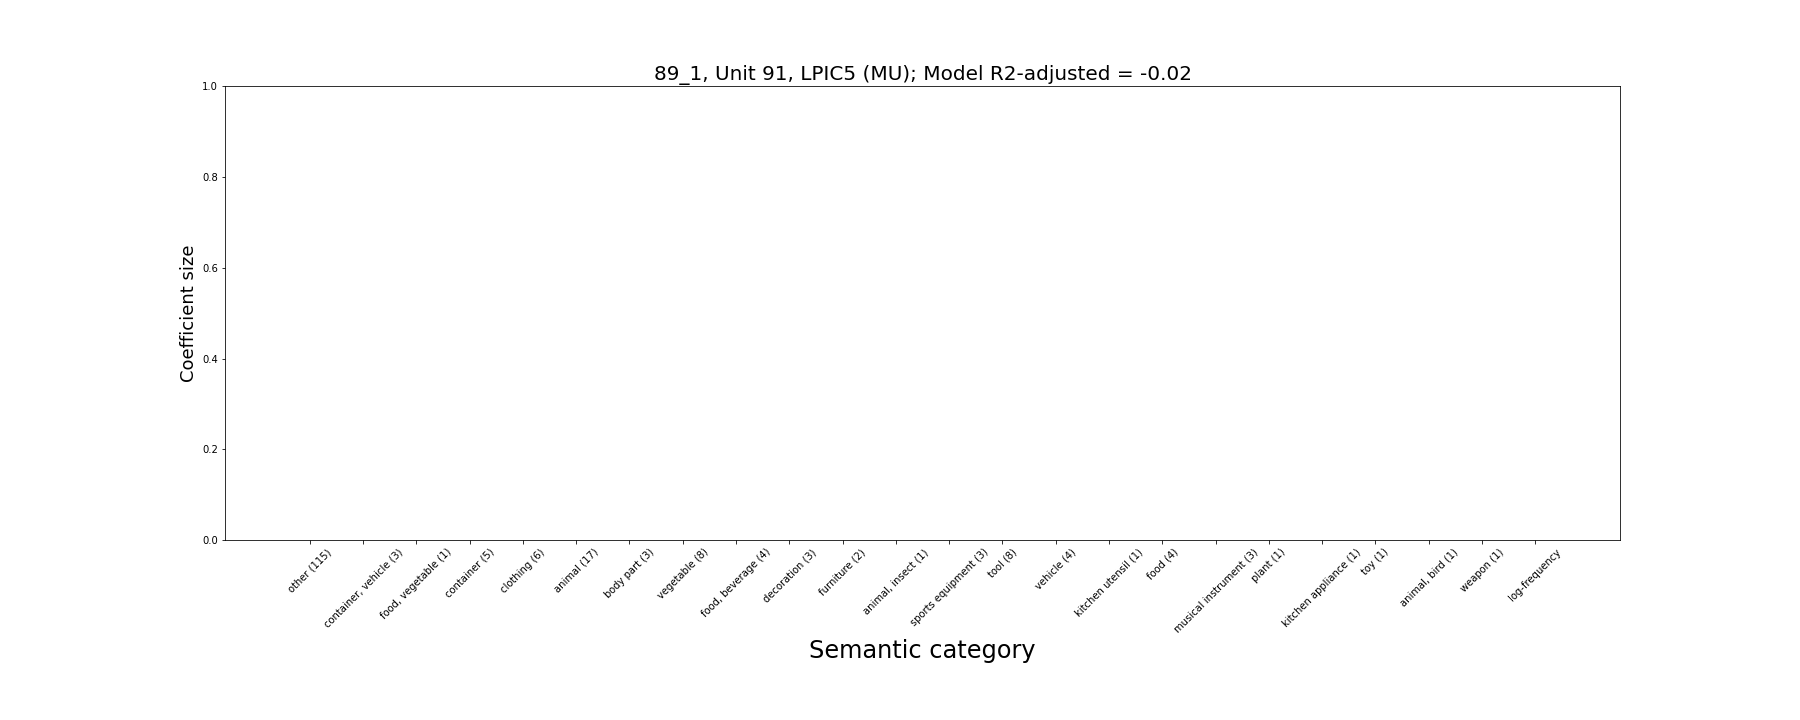 89_1, Unit 91, LPIC5 (MU); Model R2-adjusted = -0.02
1.0
0.8
0.6
0.4
0.2
0.0
Coefficient size
other (115)
container, vehicle (3)
food, vegetable (1)
container (5)
clothing (6)
animal (17)
body part (3)
vegetable (8)
food, beverage (4)
decoration (3)
furniture (2)
animal, insect (1)
sports equipment (3)
tool (8)
vehicle (4)
kitchen utensil (1)
food (4)
musical instrument (3)
plant (1)
kitchen appliance (1)
toy (1)
animal, bird (1)
weapon (1)
log-frequency
Semantic category